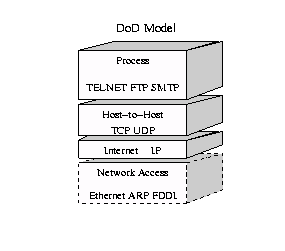 DoD Model
Process
TELNET FTP SMTP
Host-to-Host
TCP UDP
Internet IP
Network Access
Ethernet ARP FDDI